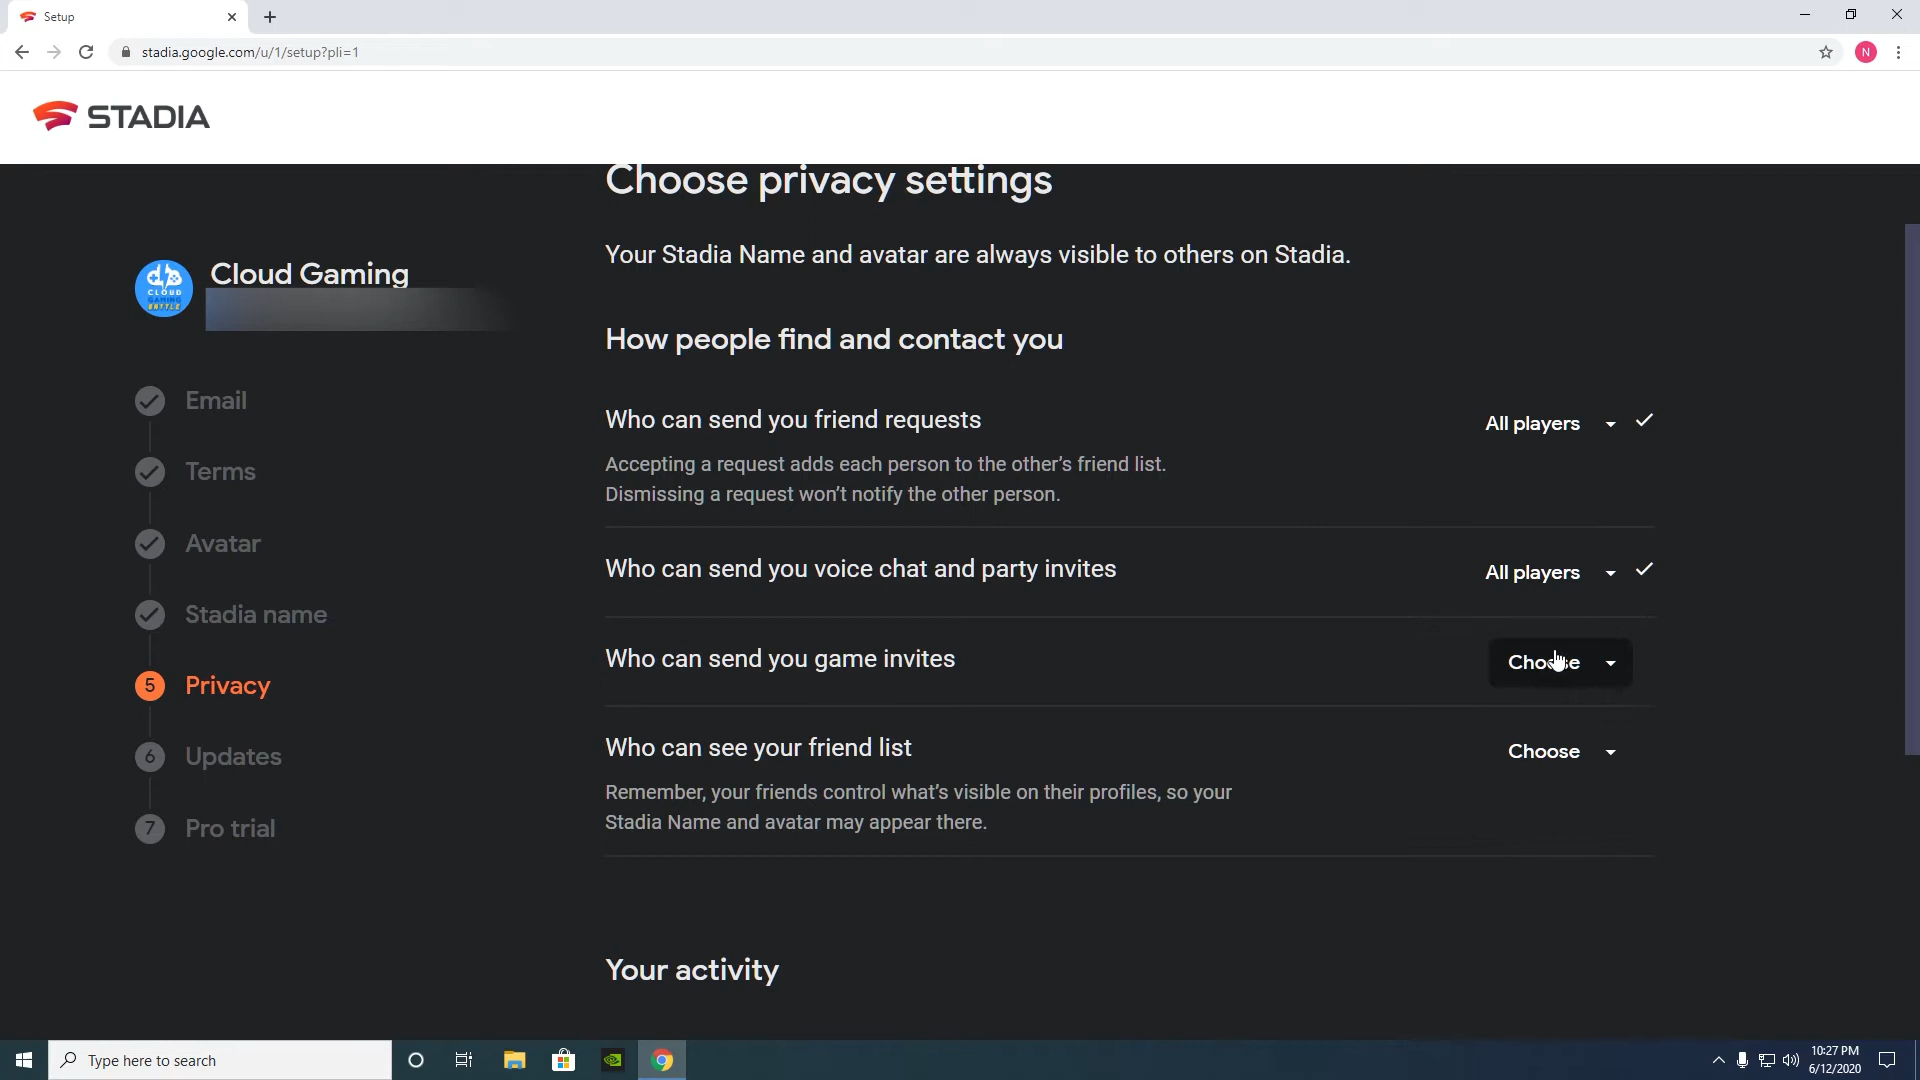 Setup
stadia.google.com/u/1/setup?pli=1
N
STADIA
Choose privacy settings
Your Stadia Name and avatar are always visible to others on Stadia.
Cloud Gaming
CLOUD
GAMING
BATTLE
How people find and contact you
Email
Terms
Avatar
Stadia name
5 Privacy
6 Updates
7 Pro trial
Who can send you friend requests
All players
Accepting a request adds each person to the other’s friend list.
Dismissing a request won’t notify the other person.
Who can send you voice chat and party invites
All players
Who can send you game invites
Choose
Who can see your friend list
Choose
Remember, your friends control what’s visible on their profiles, so your
Stadia Name and avatar may appear there.
Your activity
Type here to search
10:27 PM
6/12/2020